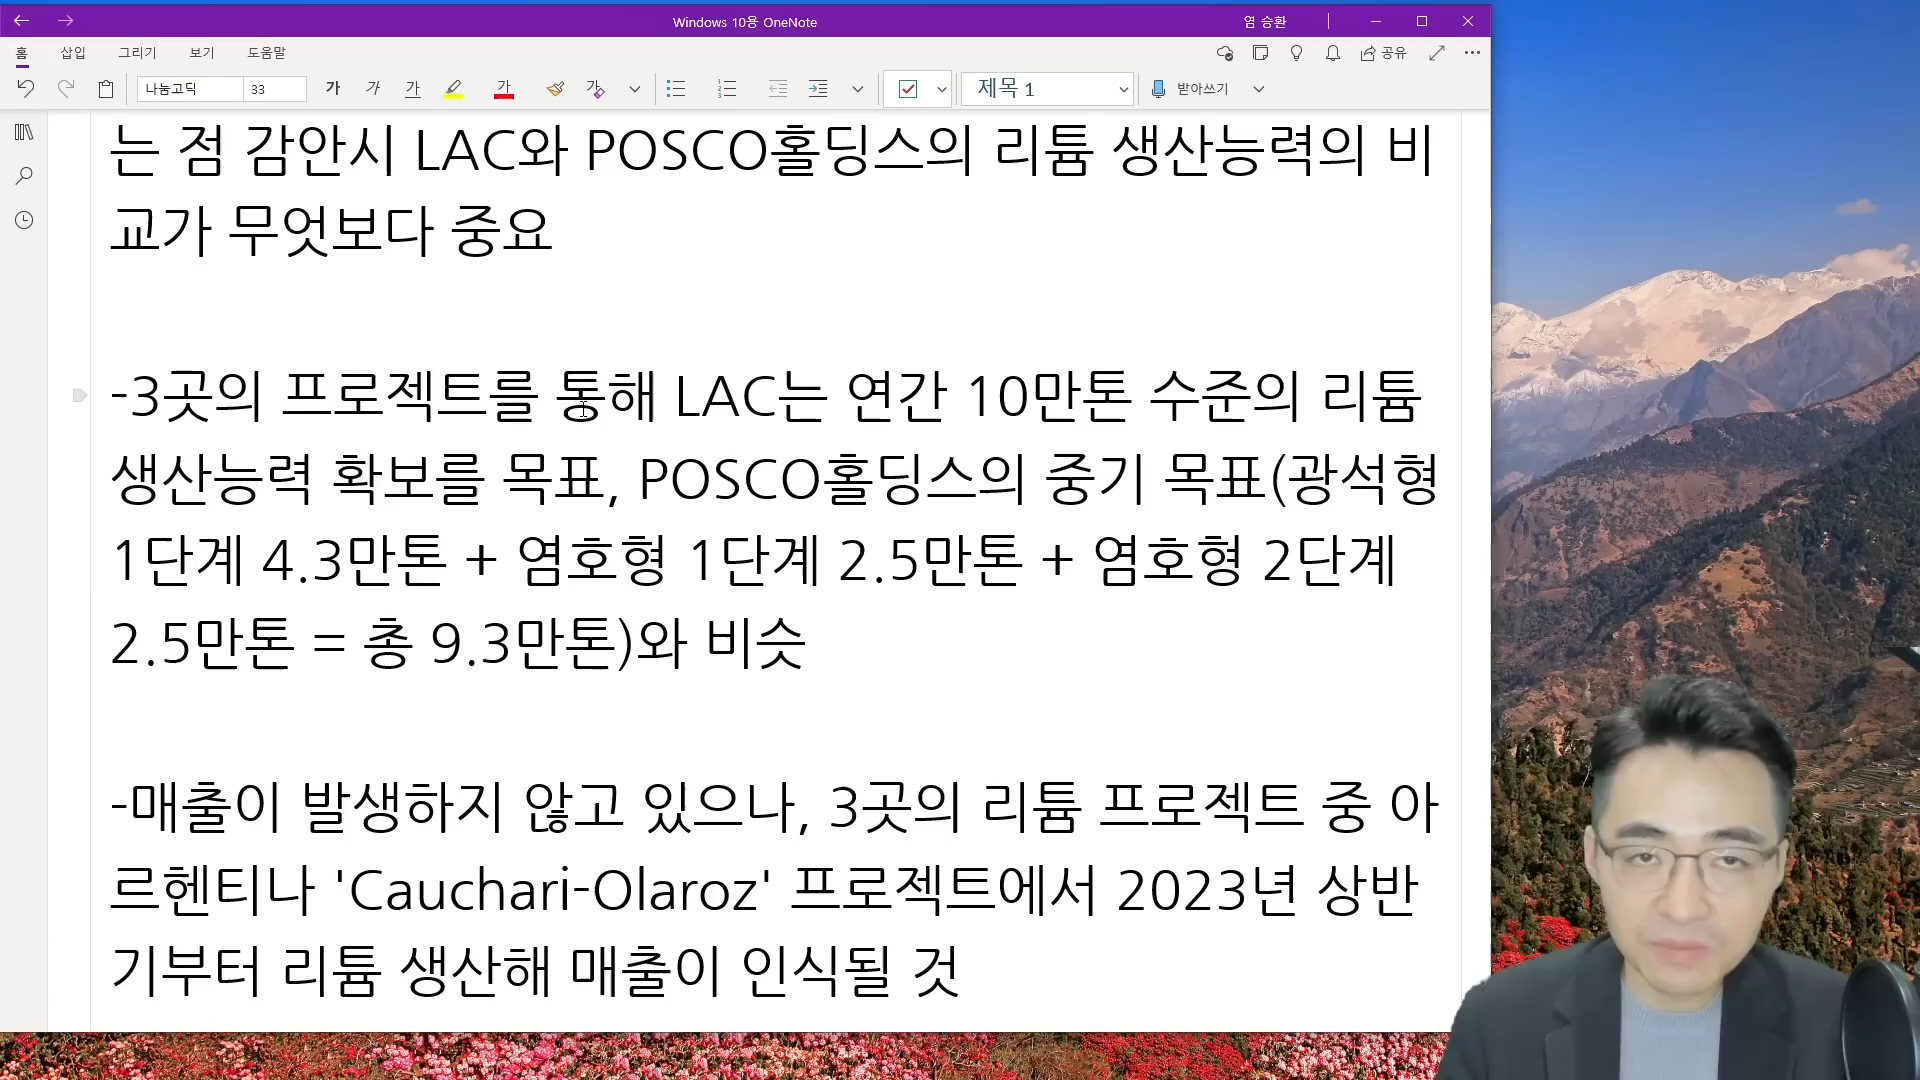 Windows 10용 OneNote
염 승환
홈 삽입 그리기 보기 도움말
공유
나눔고딕 33 가 가 가 가 가 제목 1 받아쓰기
는 점 감안시 LAC와 POSCO홀딩스의 리튬 생산능력의 비
교가 무엇보다 중요
-3곳의 프로젝트를 통해 LAC는 연간 10만톤 수준의 리튬
생산능력 확보를 목표, POSCO홀딩스의 중기 목표(광석형
1단계 4.3만톤 + 염호형 1단계 2.5만톤 + 염호형 2단계
2.5만톤 = 총 9.3만톤)와 비슷
-매출이 발생하지 않고 있으나, 3곳의 리튬 프로젝트 중 아
르헨티나 'Cauchari-Olaroz' 프로젝트에서 2023년 상반
기부터 리튬 생산해 매출이 인식될 것